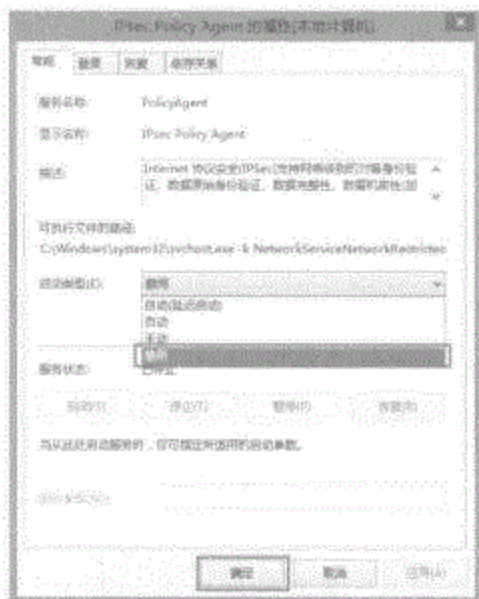 IPsec Policy Agent 的属性(本地计算机)
常规 登录 恢复 依存关系
服务名称: PolicyAgent
显示名称: IPsec Policy Agent
描述: Internet 协议安全(IPSec)支持网络级别的对等身份验
证、数据原始身份验证、数据完整性、数据机密性(加
可执行文件的路径:
C:\Windows\system32\svchost.exe -k NetworkServiceNetworkRestricted
启动类型(E): 禁用
自动(延迟启动)
自动
手动
禁用
服务状态: 已停止
启动(S) 停止(T) 暂停(P) 恢复(R)
当从此处启动服务时,你可指定所适用的启动参数。
启动参数(M):
确定 取消 应用(A)